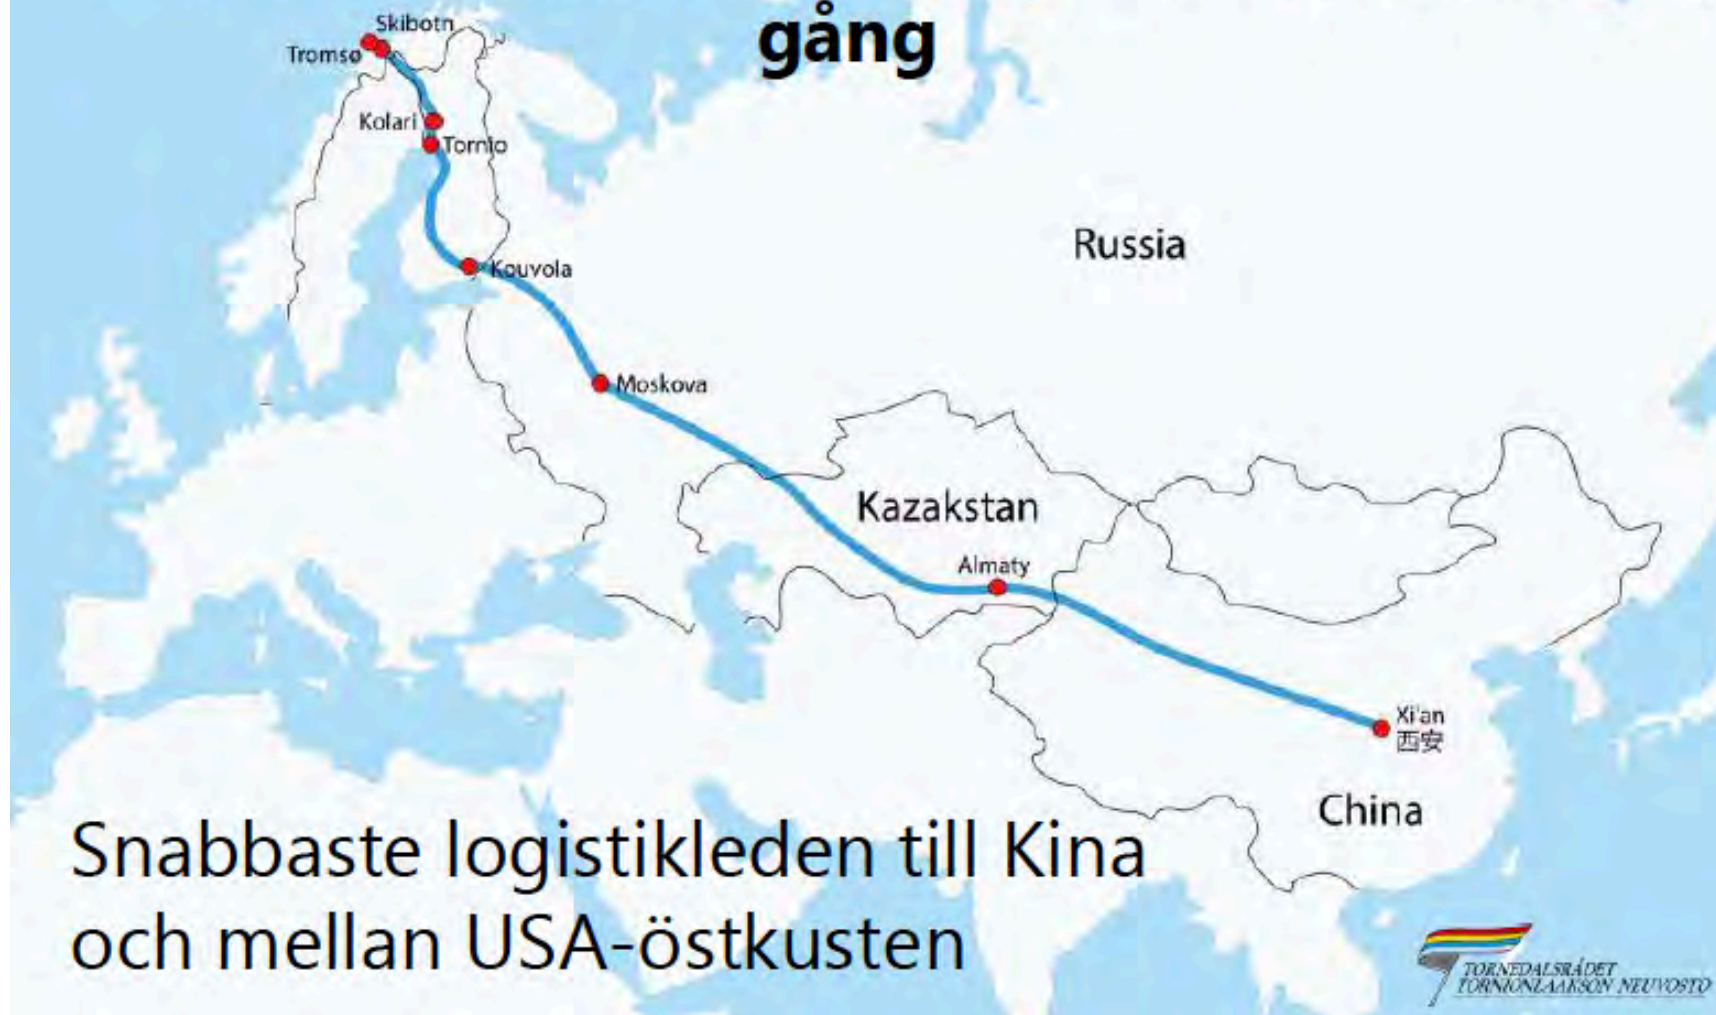 gång
Skibotn
Tromsø
Kolari
Tornio
Russia
Kouvola
Moskova
Kazakstan
Almaty
Xi'an
西安
China
Snabbaste logistikleden till Kina
och mellan USA-östkusten
TORNEDALSRÅDET
TORNIONLAAKSON NEUVOSTO